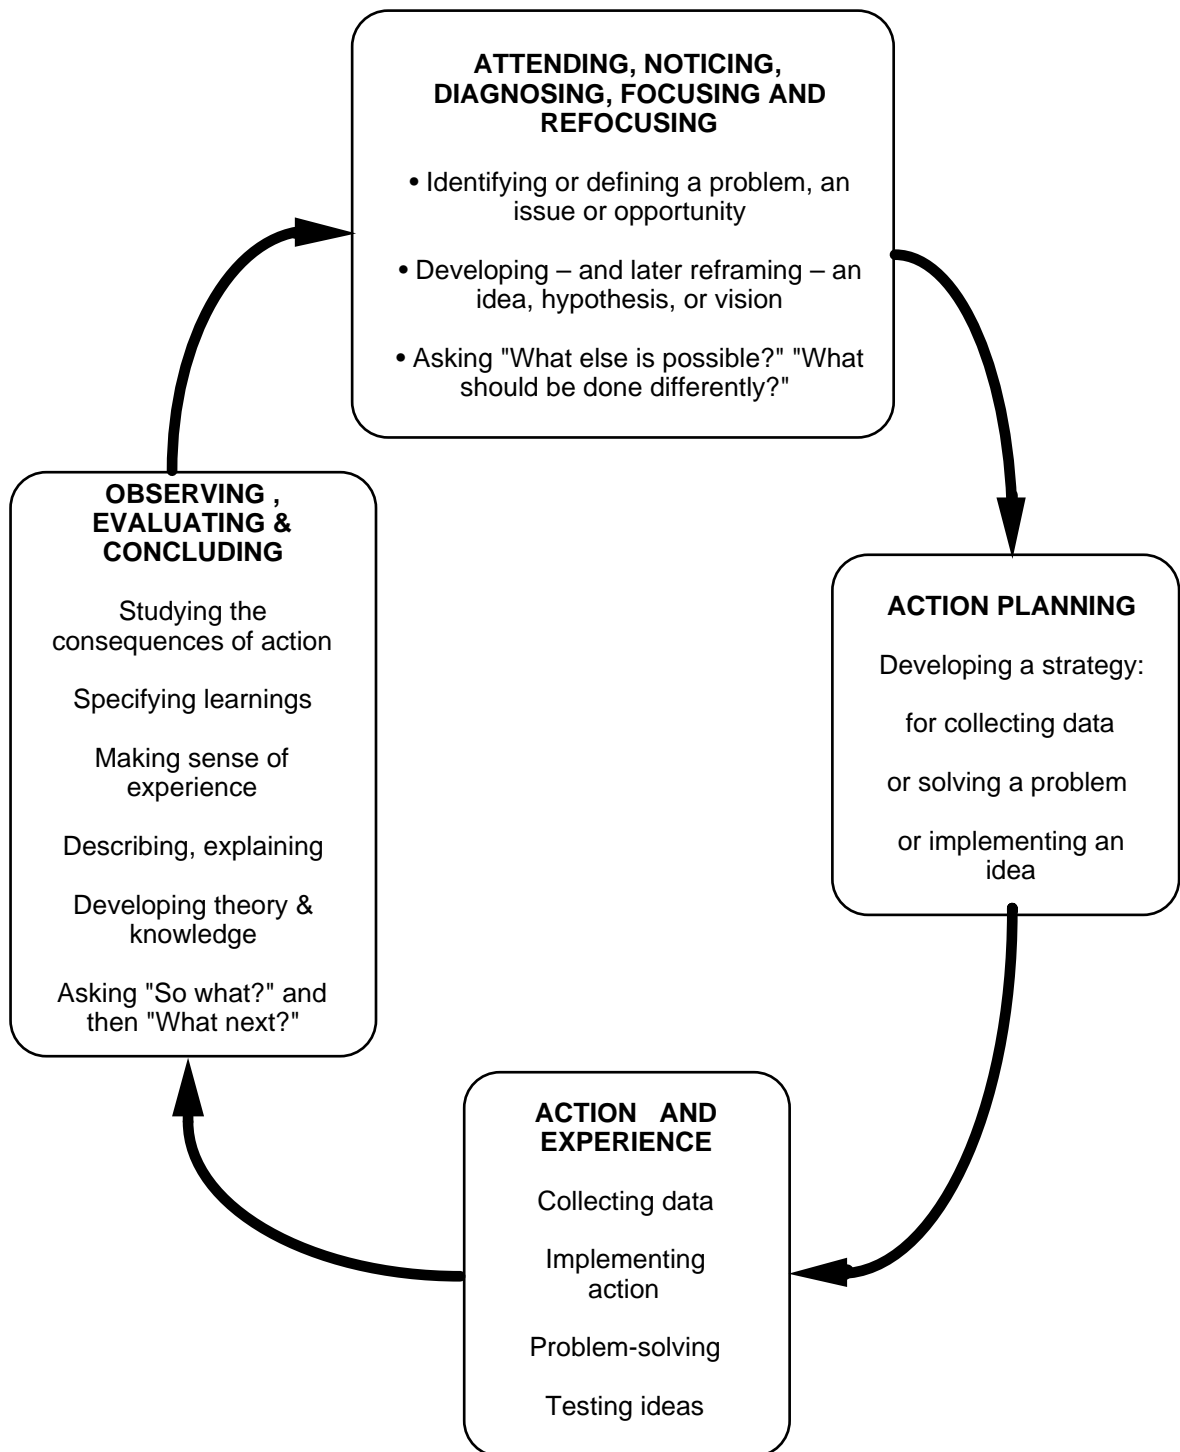 ATTENDING, NOTICING,
DIAGNOSING, FOCUSING AND
REFOCUSING
• Identifying or defining a problem, an
issue or opportunity
• Developing – and later reframing – an
idea, hypothesis, or vision
• Asking "What else is possible?" "What
should be done differently?"
ACTION PLANNING
Developing a strategy:
for collecting data
or solving a problem
or implementing an
idea
ACTION   AND
EXPERIENCE
Collecting data
Implementing
action
Problem-solving
Testing ideas
OBSERVING ,
EVALUATING &
CONCLUDING
Studying the
consequences of action
Specifying learnings
Making sense of
experience
Describing, explaining
Developing theory &
knowledge
Asking "So what?" and
then "What next?"